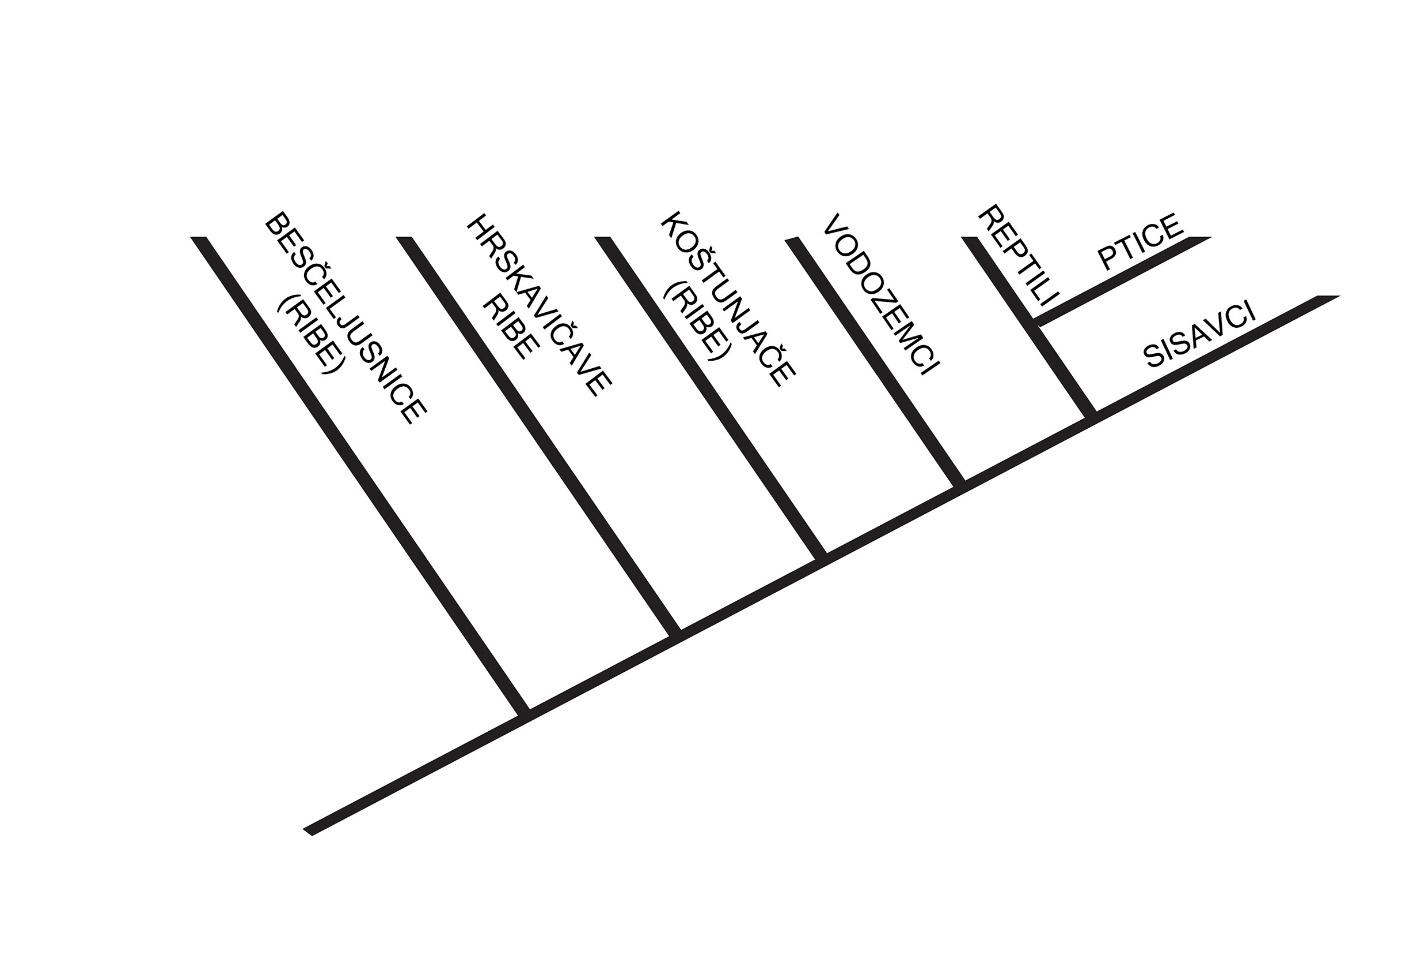 BESČELJUSNICE
(RIBE)
HRSKAVIČAVE
RIBE
KOŠTUNJAČE
(RIBE)
VODOZEMCI
REPTILI
PTICE
SISAVCI